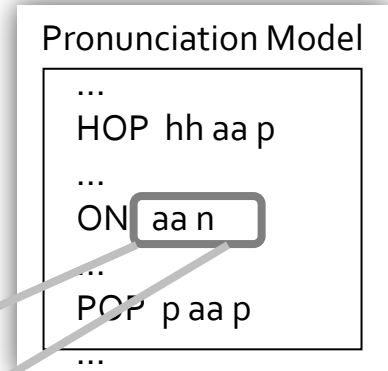 Pronunciation Model
...
HOP hh aa p
...
ON aa n
...
POP p aa p
...